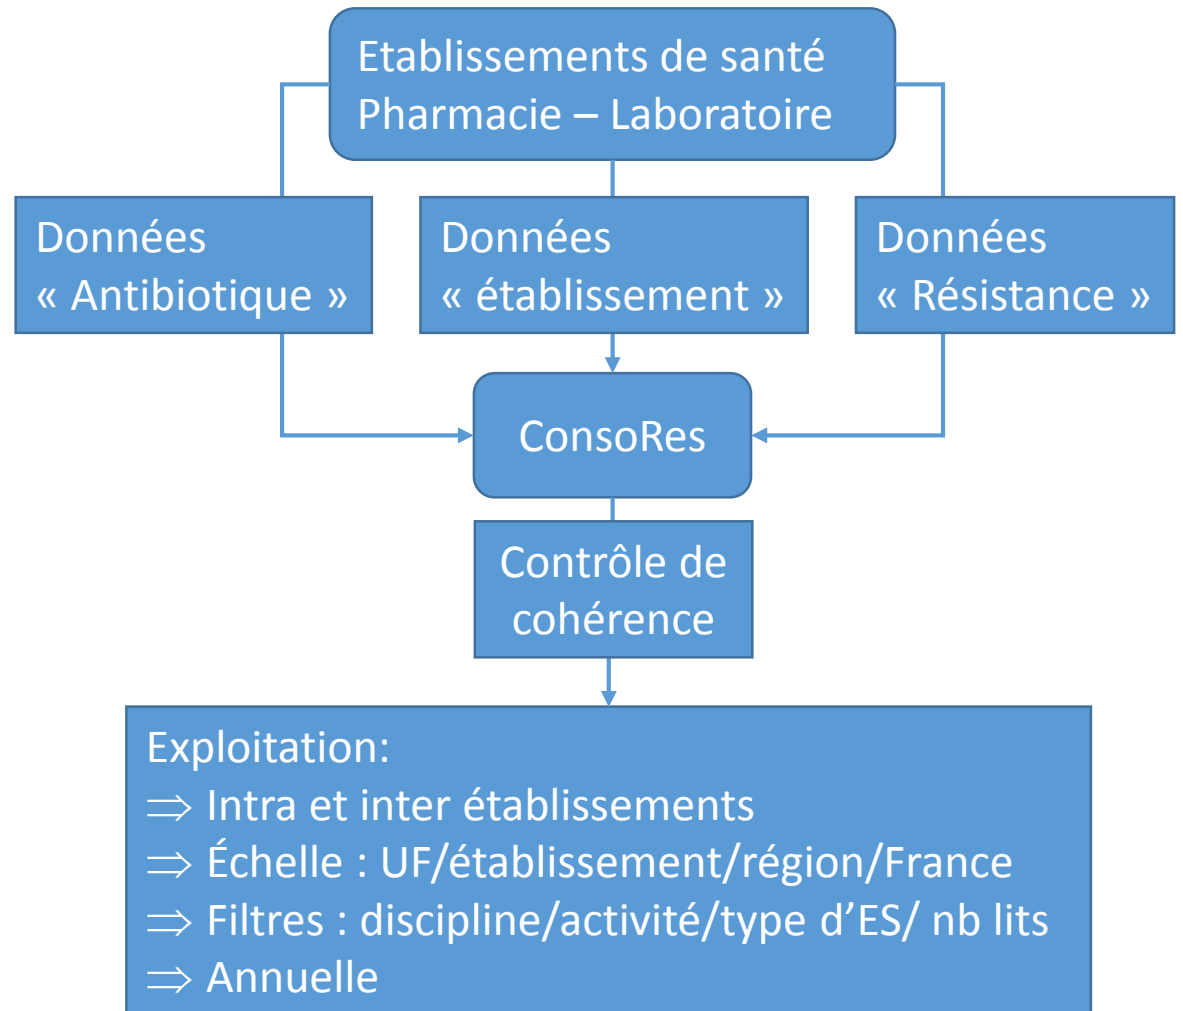 Etablissements de santé
Pharmacie – Laboratoire
Données
« Antibiotique »
Données
« établissement »
Données
« Résistance »
ConsoRes
Contrôle de
cohérence
Exploitation:
⇒ Intra et inter établissements
⇒ Échelle : UF/établissement/région/France
⇒ Filtres : discipline/activité/type d’ES/ nb lits
⇒ Annuelle